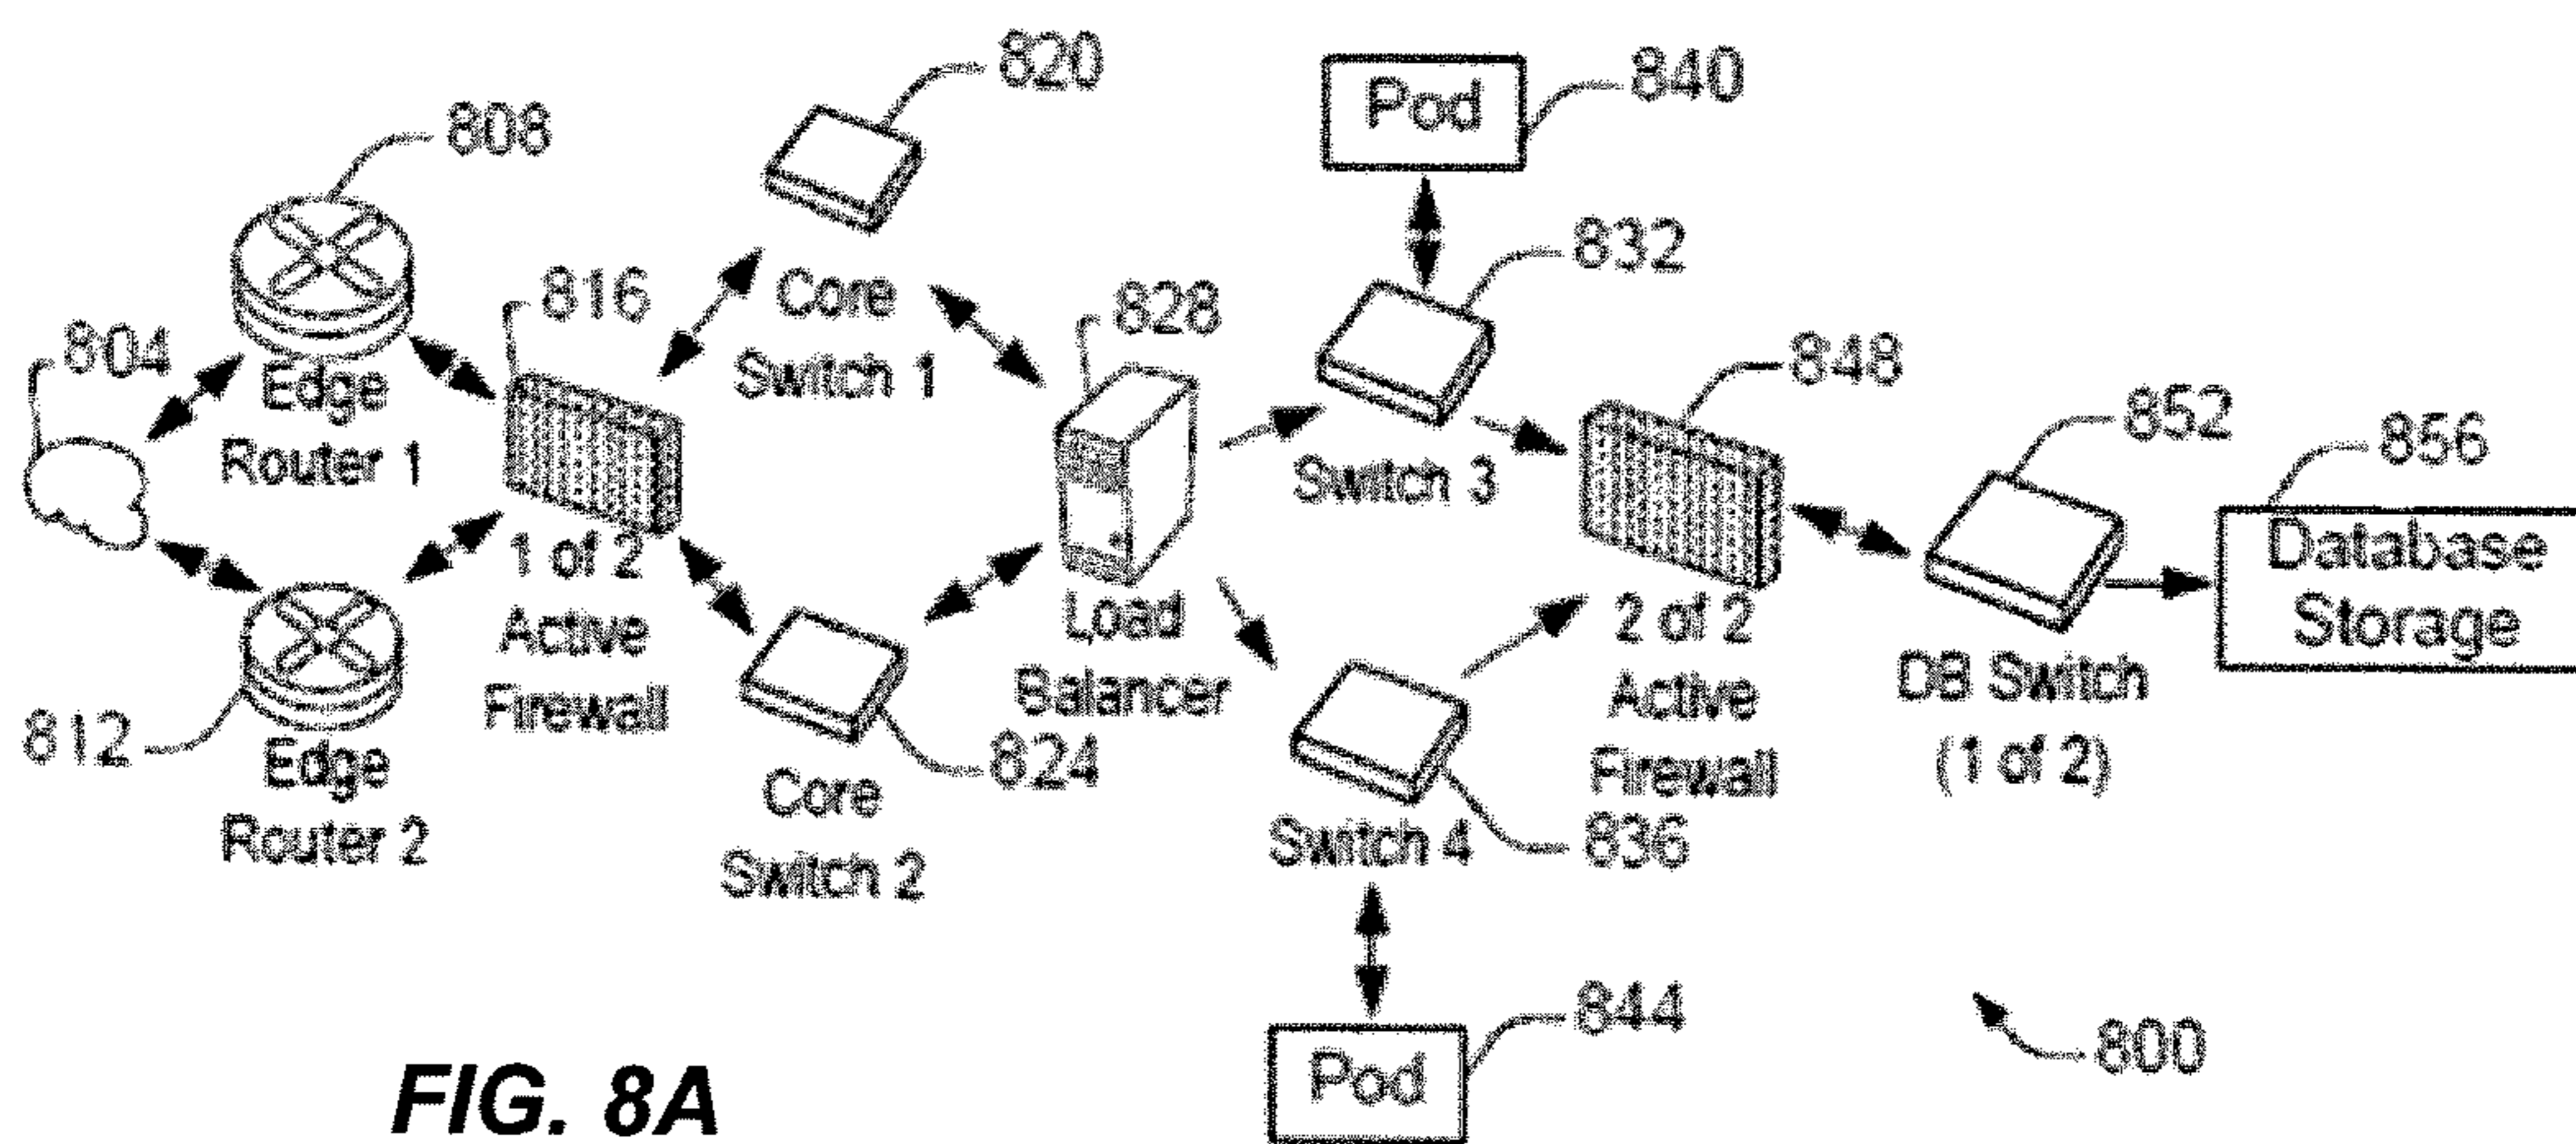 820
Pod
840
808
832
816
Core
Switch 1
828
804
Edge
Router 1
848
852
856
Switch 3
1 of 2
Active
Firewall
Load
Balancer
2 of 2
Active
Firewall
DB Switch
(1 of 2)
Database
Storage
812
Edge
Router 2
824
Core
Switch 2
Switch 4
836
844
Pod
800
FIG. 8A